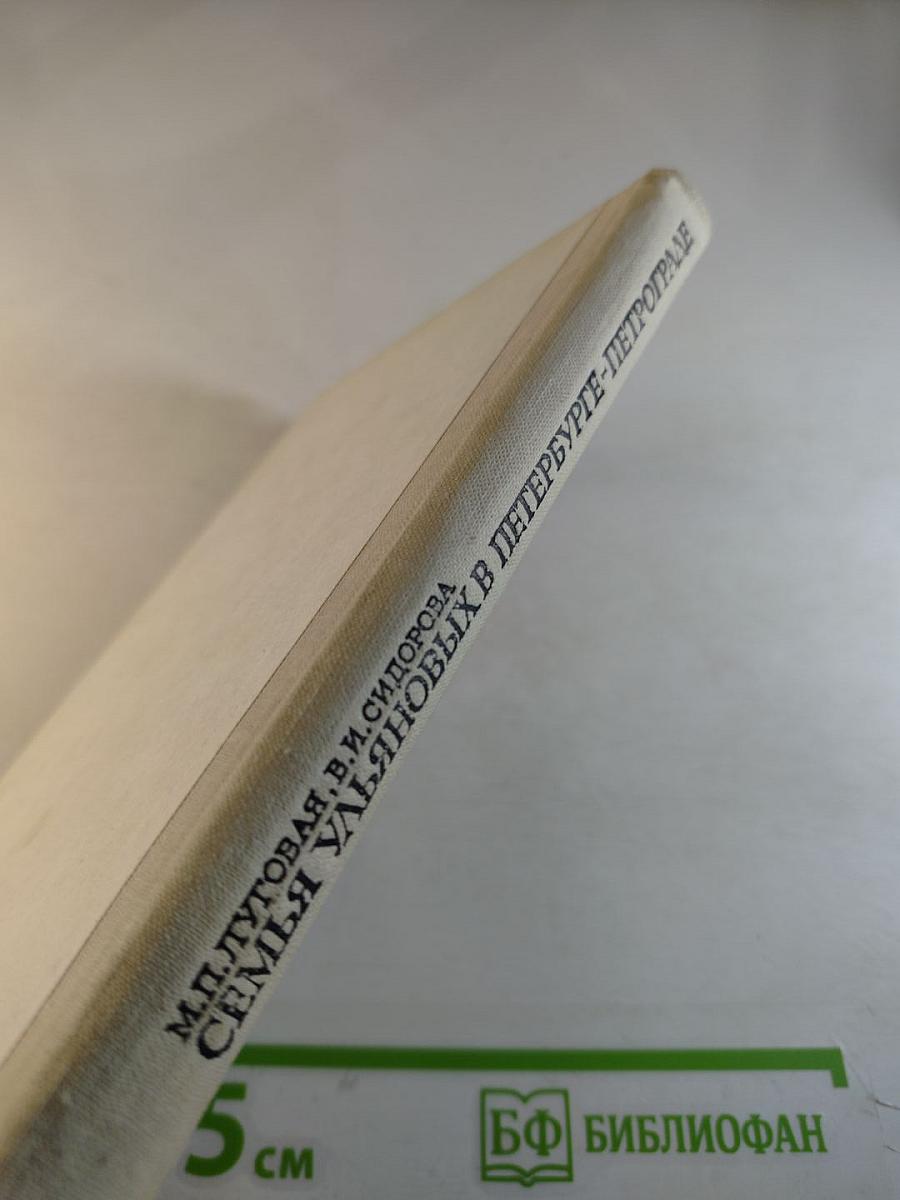 М.П.ЛУГОВАЯ, В.И.СИДОРОВА
СЕМЬЯ УЛЬЯНОВЫХ В ПЕТЕРБУРГЕ-ПЕТРОГРАДЕ
5 см
БФ БИБЛИОФАН